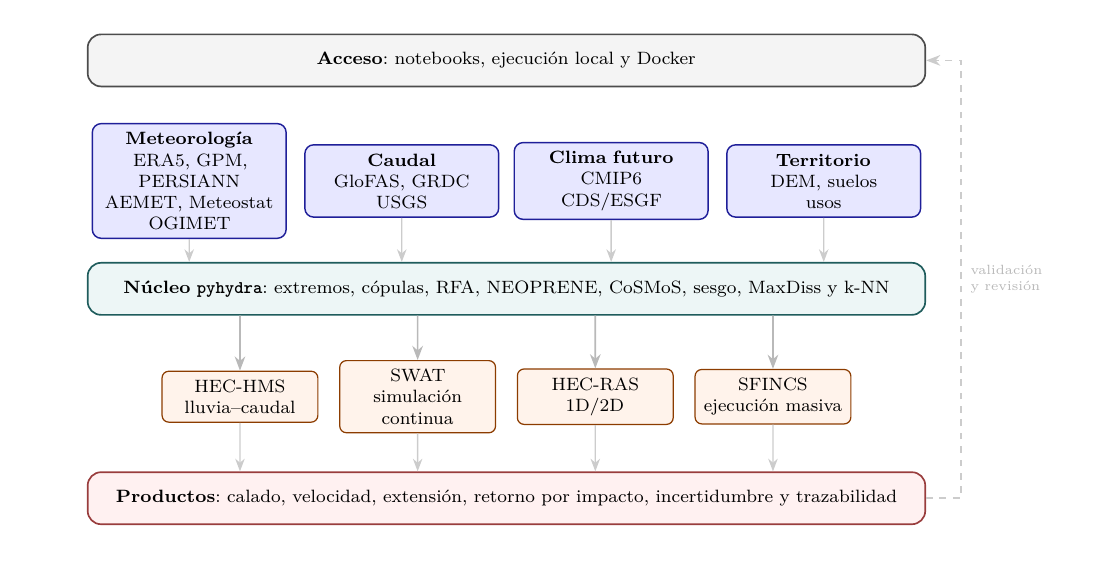 Acceso: notebooks, ejecución local y Docker
Meteorología
ERA5, GPM,
PERSIANN
AEMET, Meteostat
OGIMET
Caudal
GloFAS, GRDC
USGS
Clima futuro
CMIP6
CDS/ESGF
Territorio
DEM, suelos
usos
Núcleo pyhydra: extremos, cópulas, RFA, NEOPRENE, CoSMoS, sesgo, MaxDiss y k-NN
validación
y revisión
HEC-HMS
lluvia–caudal
SWAT
simulación
continua
HEC-RAS
1D/2D
SFINCS
ejecución masiva
Productos: calado, velocidad, extensión, retorno por impacto, incertidumbre y trazabilidad